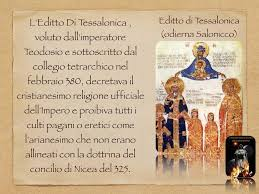 L'Editto Di Tessalonica ,
voluto dall'imperatore
Teodosio e sottoscritto dal
collegio tetrarchico nel
febbraio 380, decretava il
cristianesimo religione ufficiale
dell'Impero e proibiva tutti i
culti pagani o eretici come
l'arianesimo che non erano
allineati con la dottrina del
concilio di Nicea del 325.
Editto di Tessalonica
(odierna Salonicco)